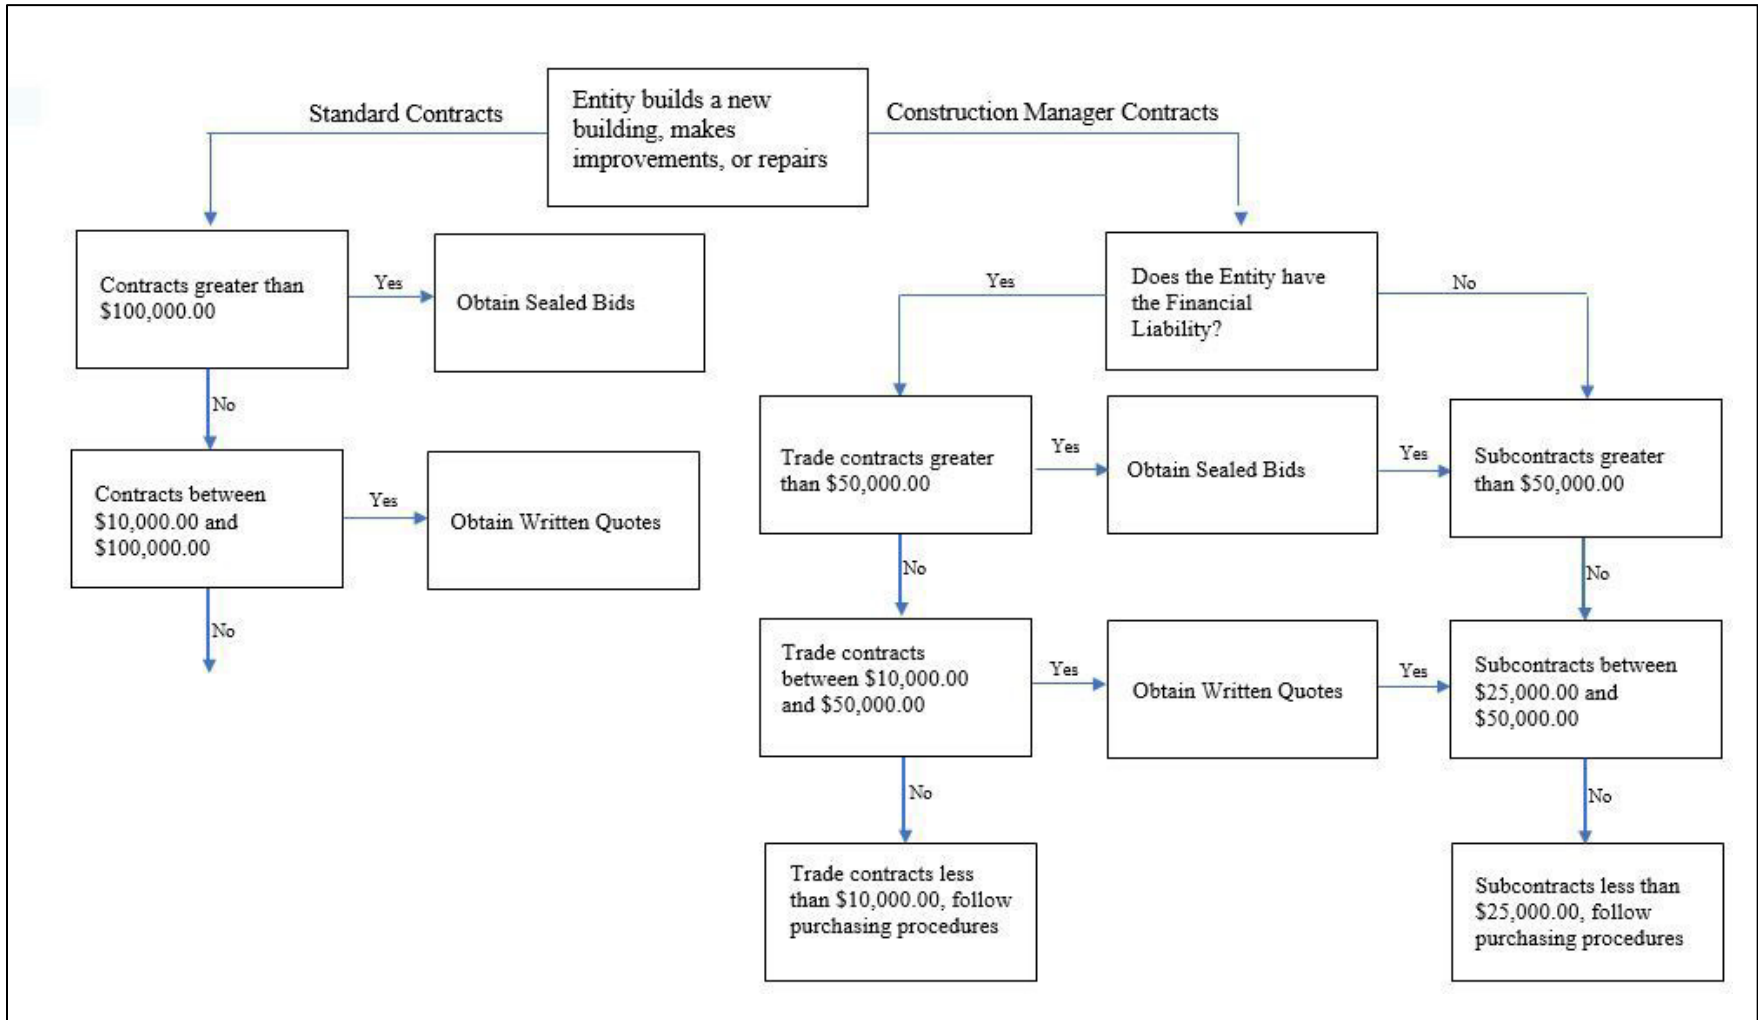 Entity builds a new
building, makes
improvements, or repairs
Standard Contracts
Construction Manager Contracts
Contracts greater than
$100,000.00
Yes
Obtain Sealed Bids
No
Contracts between
$10,000.00 and
$100,000.00
Yes
Obtain Written Quotes
No
Does the Entity have
the Financial
Liability?
Yes
No
Trade contracts greater
than $50,000.00
Yes
Obtain Sealed Bids
Yes
Subcontracts greater
than $50,000.00
No
No
Trade contracts
between $10,000.00
and $50,000.00
Yes
Obtain Written Quotes
Yes
Subcontracts between
$25,000.00 and
$50,000.00
No
No
Trade contracts less
than $10,000.00, follow
purchasing procedures
Subcontracts less than
$25,000.00, follow
purchasing procedures